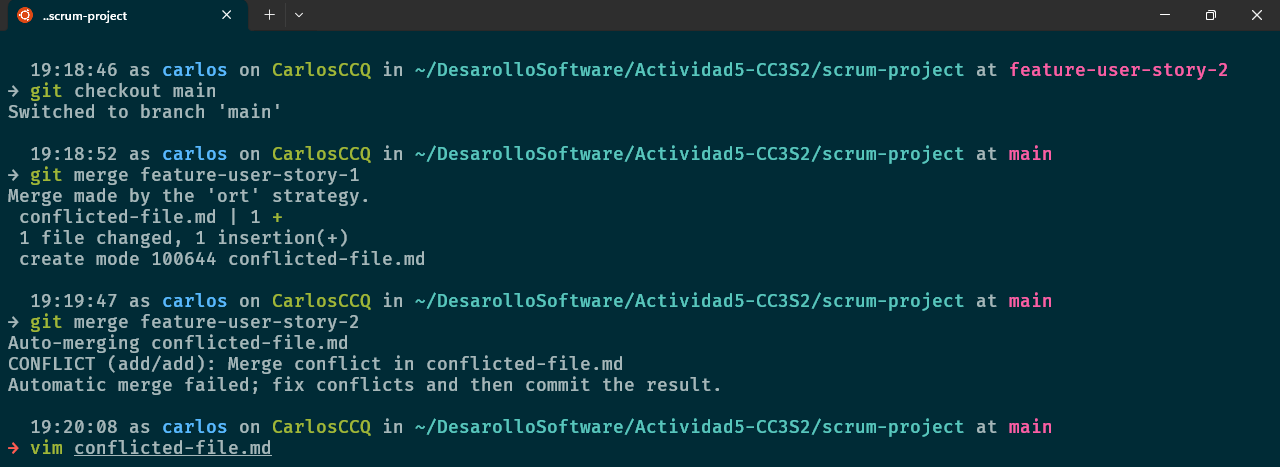 ..scrum-project
19:18:46 as carlos on CarlosCCQ in ~/DesarolloSoftware/Actividad5-CC3S2/scrum-project at feature-user-story-2
→ git checkout main
Switched to branch 'main'
19:18:52 as carlos on CarlosCCQ in ~/DesarolloSoftware/Actividad5-CC3S2/scrum-project at main
→ git merge feature-user-story-1
Merge made by the 'ort' strategy.
conflicted-file.md | 1 +
1 file changed, 1 insertion(+)
create mode 100644 conflicted-file.md
19:19:47 as carlos on CarlosCCQ in ~/DesarolloSoftware/Actividad5-CC3S2/scrum-project at main
→ git merge feature-user-story-2
Auto-merging conflicted-file.md
CONFLICT (add/add): Merge conflict in conflicted-file.md
Automatic merge failed; fix conflicts and then commit the result.
19:20:08 as carlos on CarlosCCQ in ~/DesarolloSoftware/Actividad5-CC3S2/scrum-project at main
→ vim conflicted-file.md